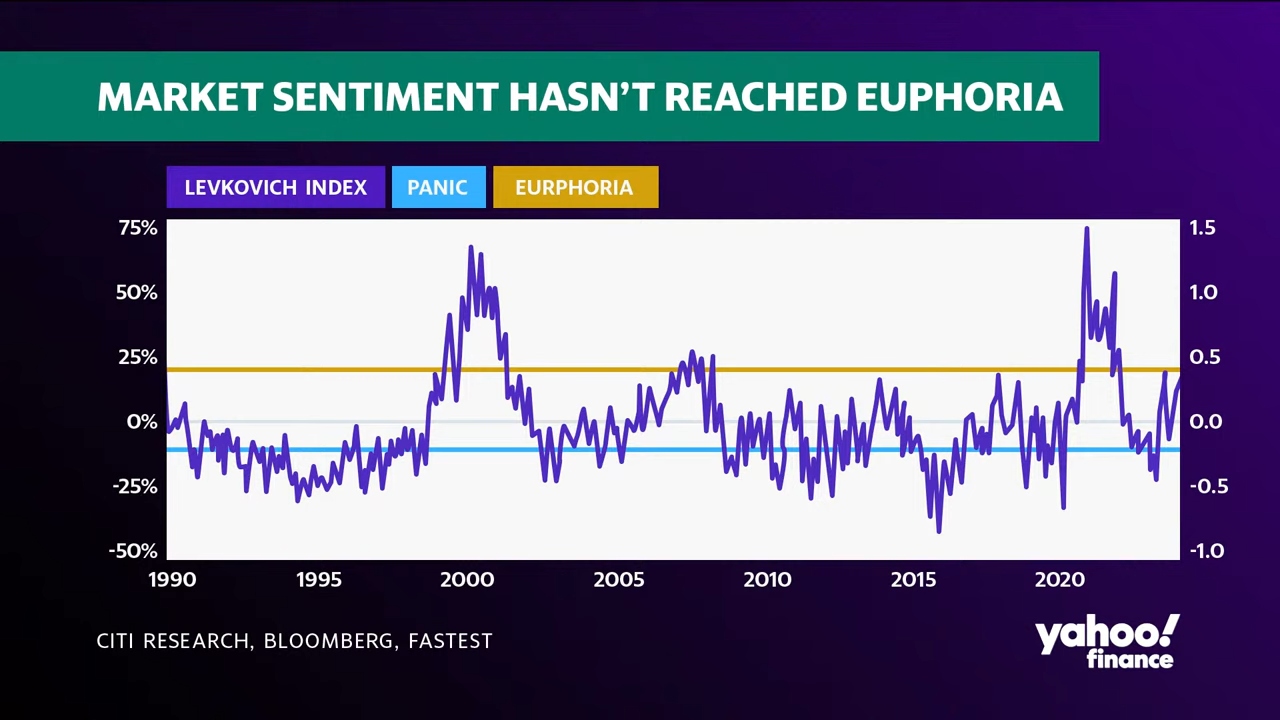 MARKET SENTIMENT HASN'T REACHED EUPHORIA
LEVKOVICH INDEX PANIC EURPHORIA
75% 1.5
50% 1.0
25% 0.5
0% 0.0
-25% -0.5
-50% -1.0
1990 1995 2000 2005 2010 2015 2020
CITI RESEARCH, BLOOMBERG, FASTEST
yahoo!
finance